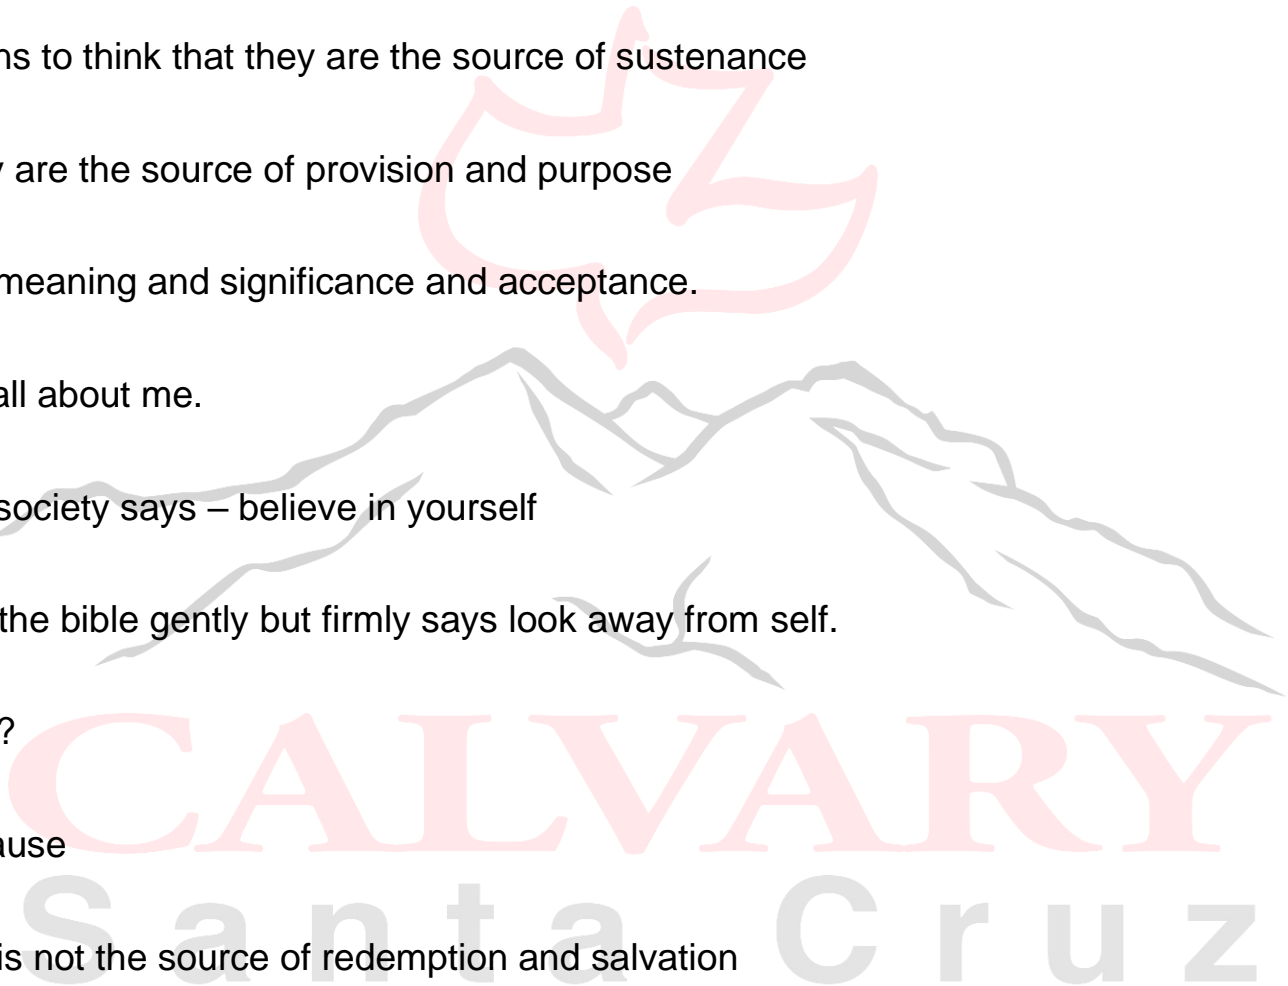 ns to think that they are the source of sustenance
y are the source of provision and purpose
meaning and significance and acceptance.
all about me.
society says – believe in yourself
the bible gently but firmly says look away from self.
?
ause
is not the source of redemption and salvation
CALVARY
Santa Cruz